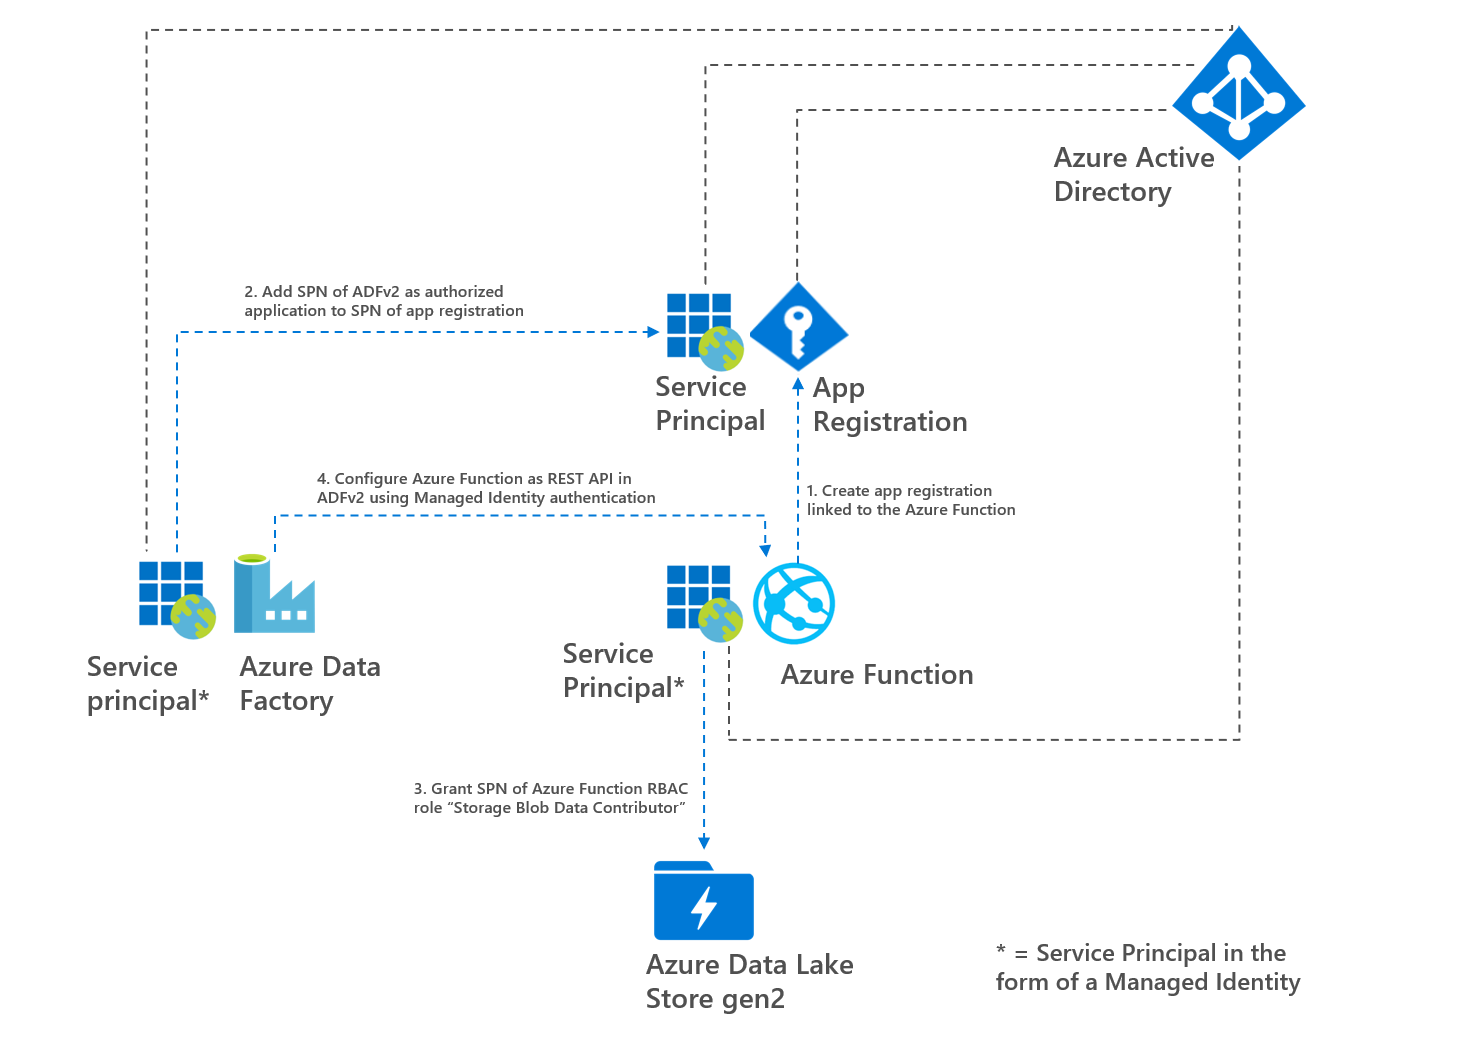 Azure Active
Directory
2. Add SPN of ADFv2 as authorized
application to SPN of app registration
Service
Principal
App
Registration
4. Configure Azure Function as REST API in
ADFv2 using Managed Identity authentication
1. Create app registration
linked to the Azure Function
Service
principal*
Azure Data
Factory
Service
Principal*
Azure Function
3. Grant SPN of Azure Function RBAC
role “Storage Blob Data Contributor”
Azure Data Lake
Store gen2
* = Service Principal in the
form of a Managed Identity